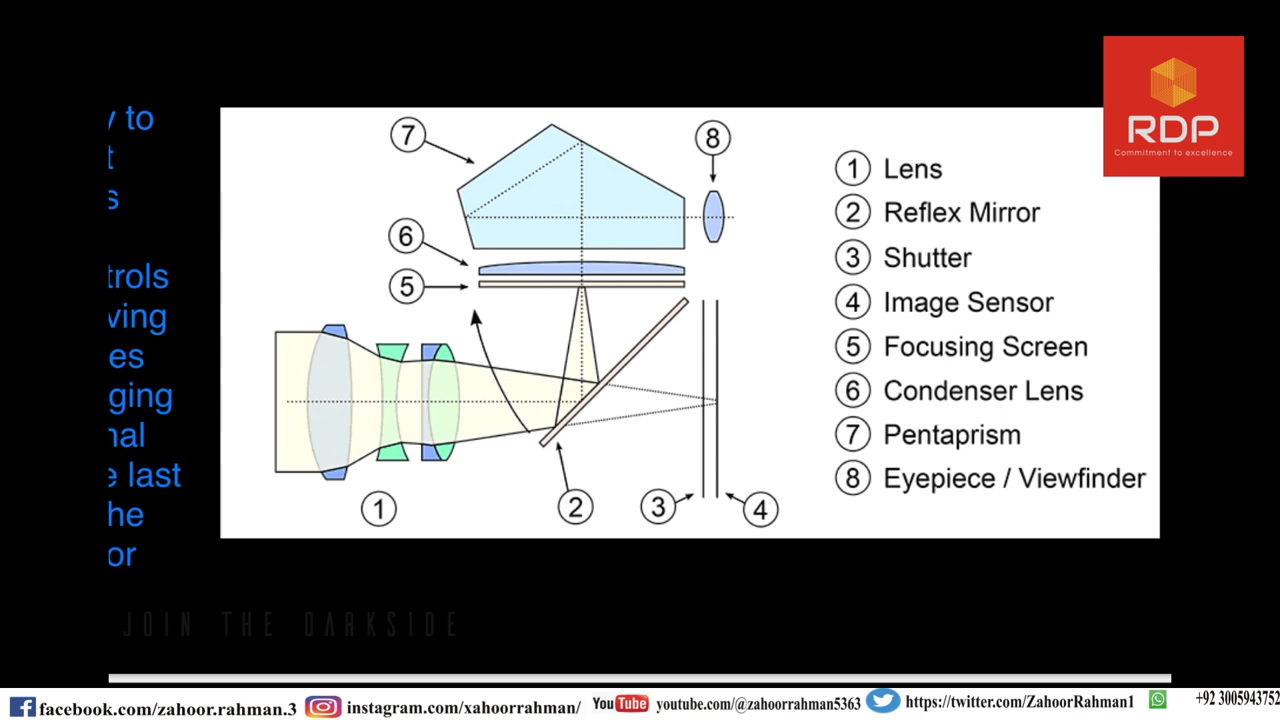 y to
t
s
trols
ving
es
ging
nal
e last
he
or
7
8
6
5
1
2
3
4
1 Lens
2 Reflex Mirror
3 Shutter
4 Image Sensor
5 Focusing Screen
6 Condenser Lens
7 Pentaprism
8 Eyepiece / Viewfinder
RDP
Commitment to excellence
JOIN THE DARKSIDE
facebook.com/zahoor.rahman.3 instagram.com/xahoorrahman/ YouTube youtube.com/@zahoorrahman5363 https://twitter.com/ZahoorRahman1 +92 3005943752